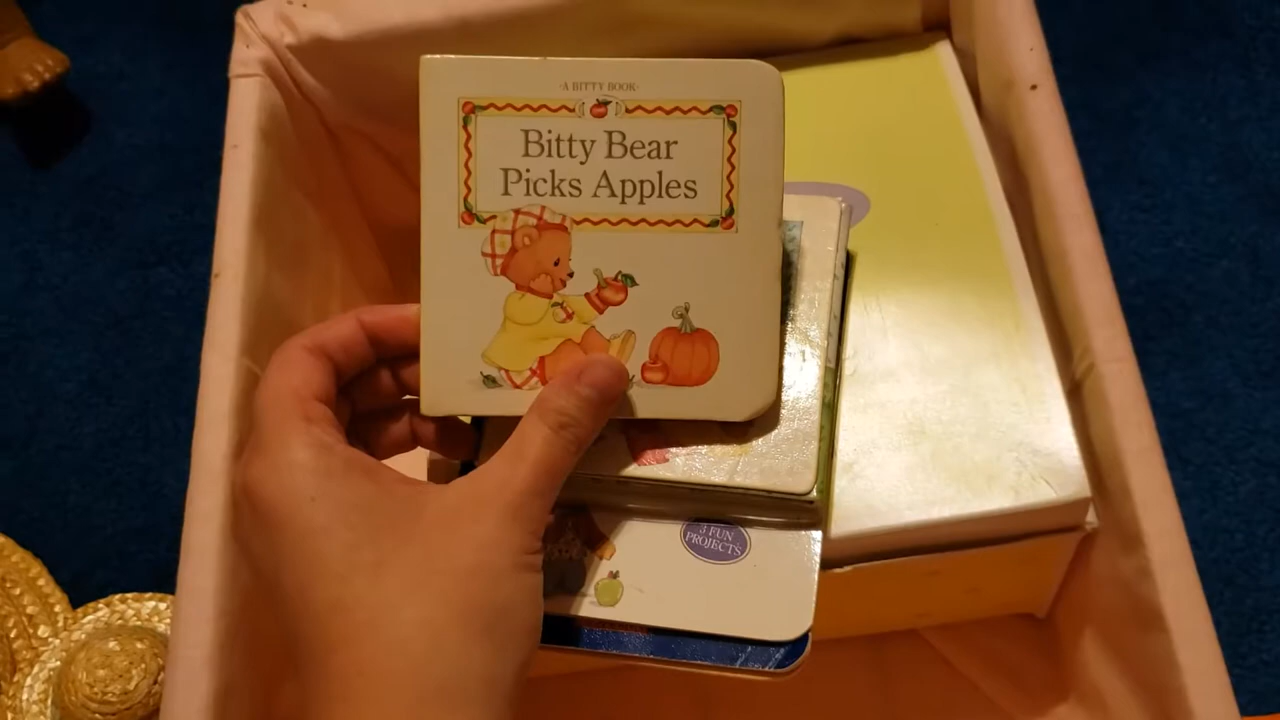 ·A BITTY BOOK·
Bitty Bear
Picks Apples
3 FUN
PROJECTS